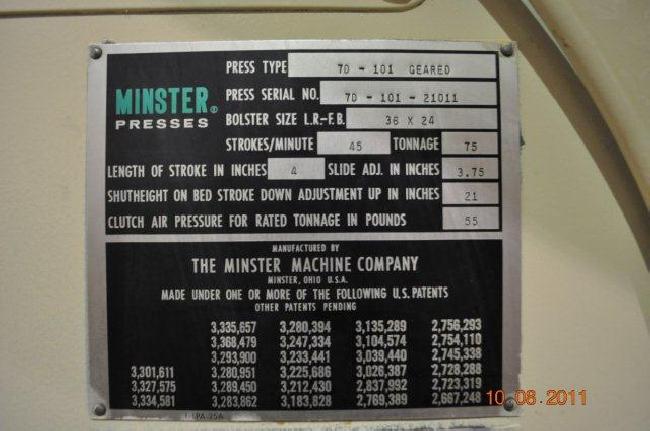 MINSTER®
PRESSES
PRESS TYPE 70 - 101 GEARED
PRESS SERIAL NO. 70 - 101 - 21011
BOLSTER SIZE L.R.-F.B. 36 X 24
STROKES/MINUTE 45 TONNAGE 75
LENGTH OF STROKE IN INCHES 4 SLIDE ADJ. IN INCHES 3.75
SHUTHEIGHT ON BED STROKE DOWN ADJUSTMENT UP IN INCHES 21
CLUTCH AIR PRESSURE FOR RATED TONNAGE IN POUNDS 55
MANUFACTURED BY
THE MINSTER MACHINE COMPANY
MINSTER, OHIO U.S.A.
MADE UNDER ONE OR MORE OF THE FOLLOWING U.S. PATENTS
OTHER PATENTS PENDING
3,335,657 3,280,394 3,135,289 2,756,293
3,368,479 3,247,334 3,104,574 2,754,110
3,293,900 3,233,441 3,039,440 2,745,338
3,301,611 3,280,951 3,225,686 3,026,387 2,728,288
3,327,575 3,289,450 3,212,430 2,837,992 2,723,319
3,334,581 3,283,862 3,183,828 2,769,389 2,667,248
10.08.2011